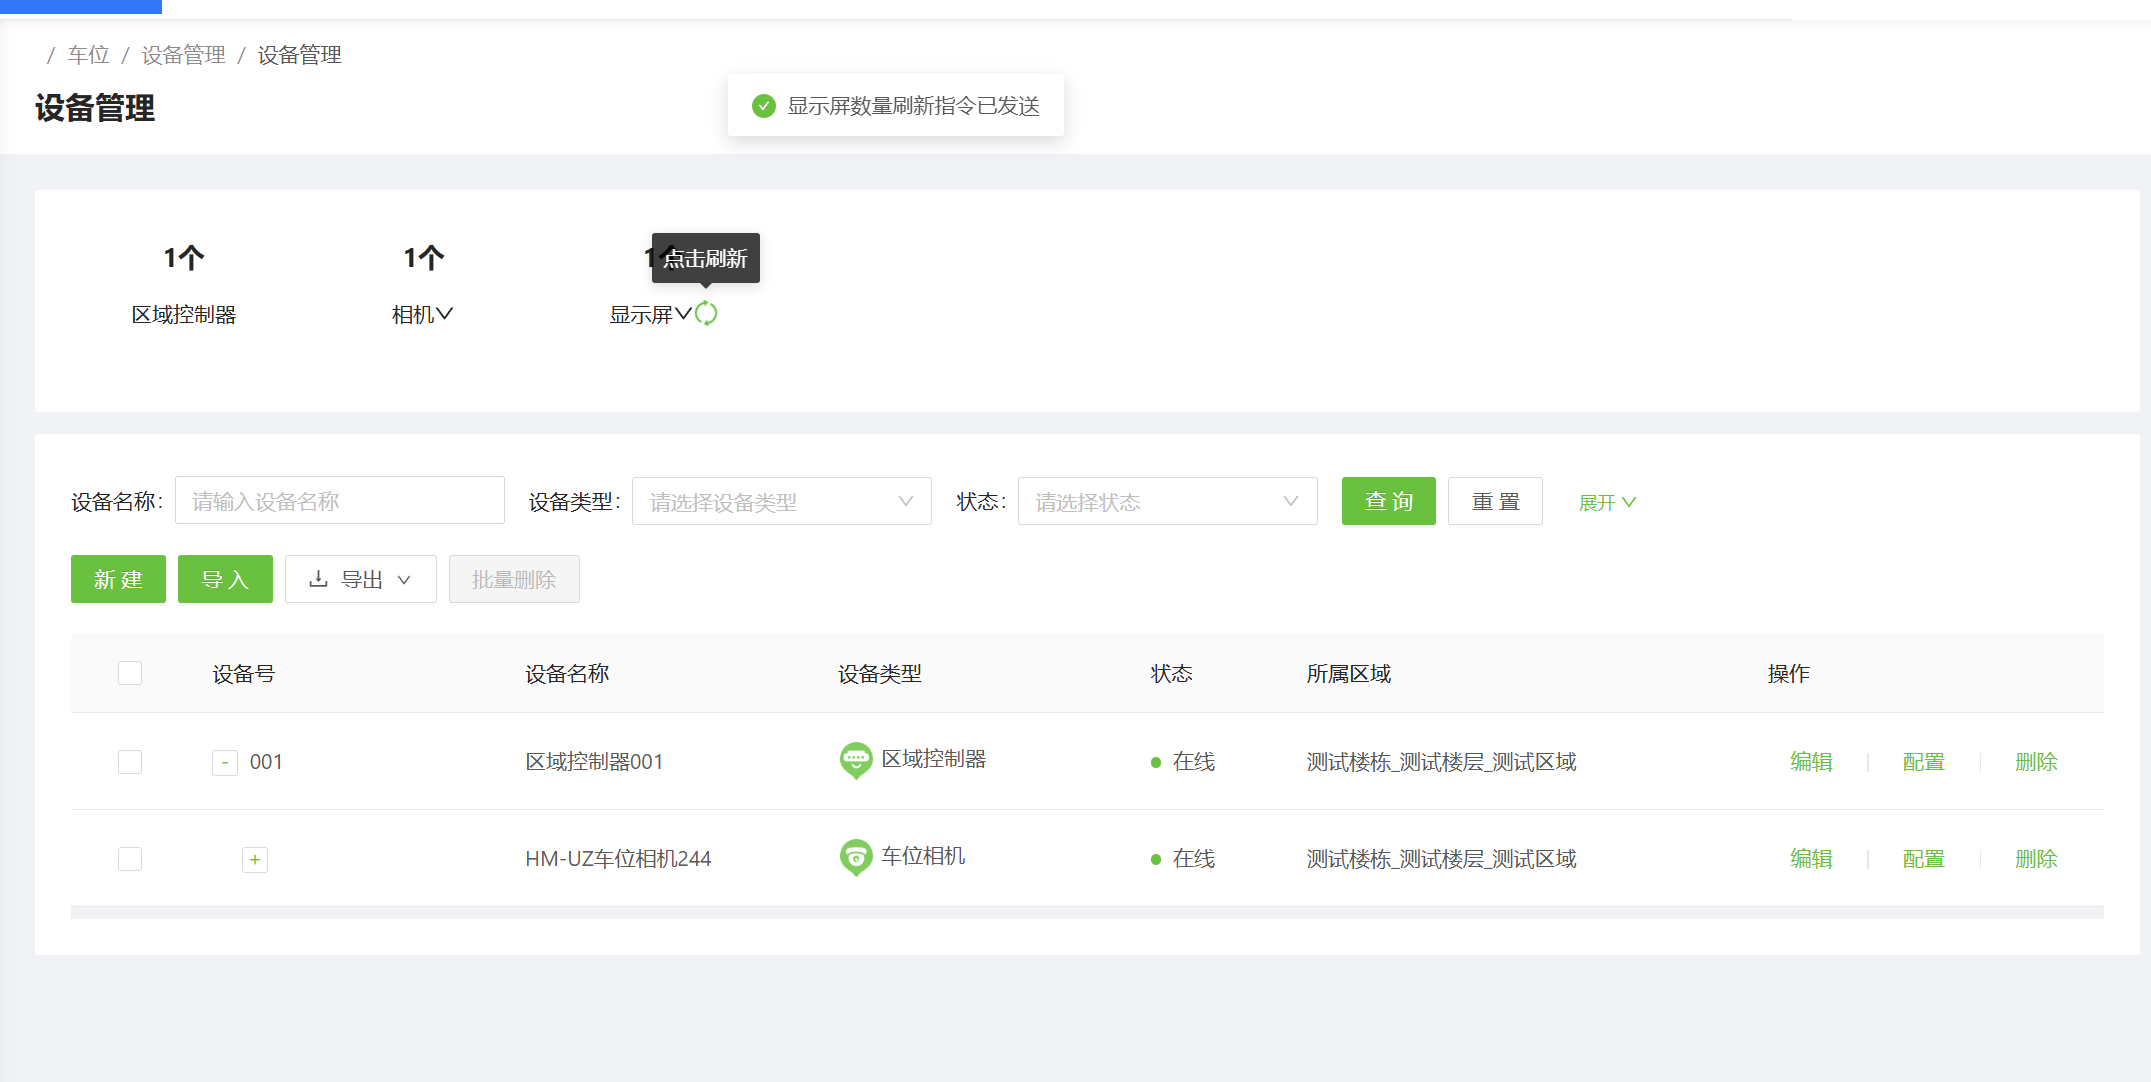 / 车位 / 设备管理 / 设备管理
设备管理
显示屏数量刷新指令已发送
1个 1个 1个
点击刷新
区域控制器 相机 显示屏
设备名称: 请输入设备名称 设备类型: 请选择设备类型 状态: 请选择状态 查询 重置 展开
新建 导入 导出 批量删除
设备号 设备名称 设备类型 状态 所属区域 操作
- 001 区域控制器001 区域控制器 在线 测试楼栋_测试楼层_测试区域 编辑 配置 删除
+ HM-UZ车位相机244 车位相机 在线 测试楼栋_测试楼层_测试区域 编辑 配置 删除